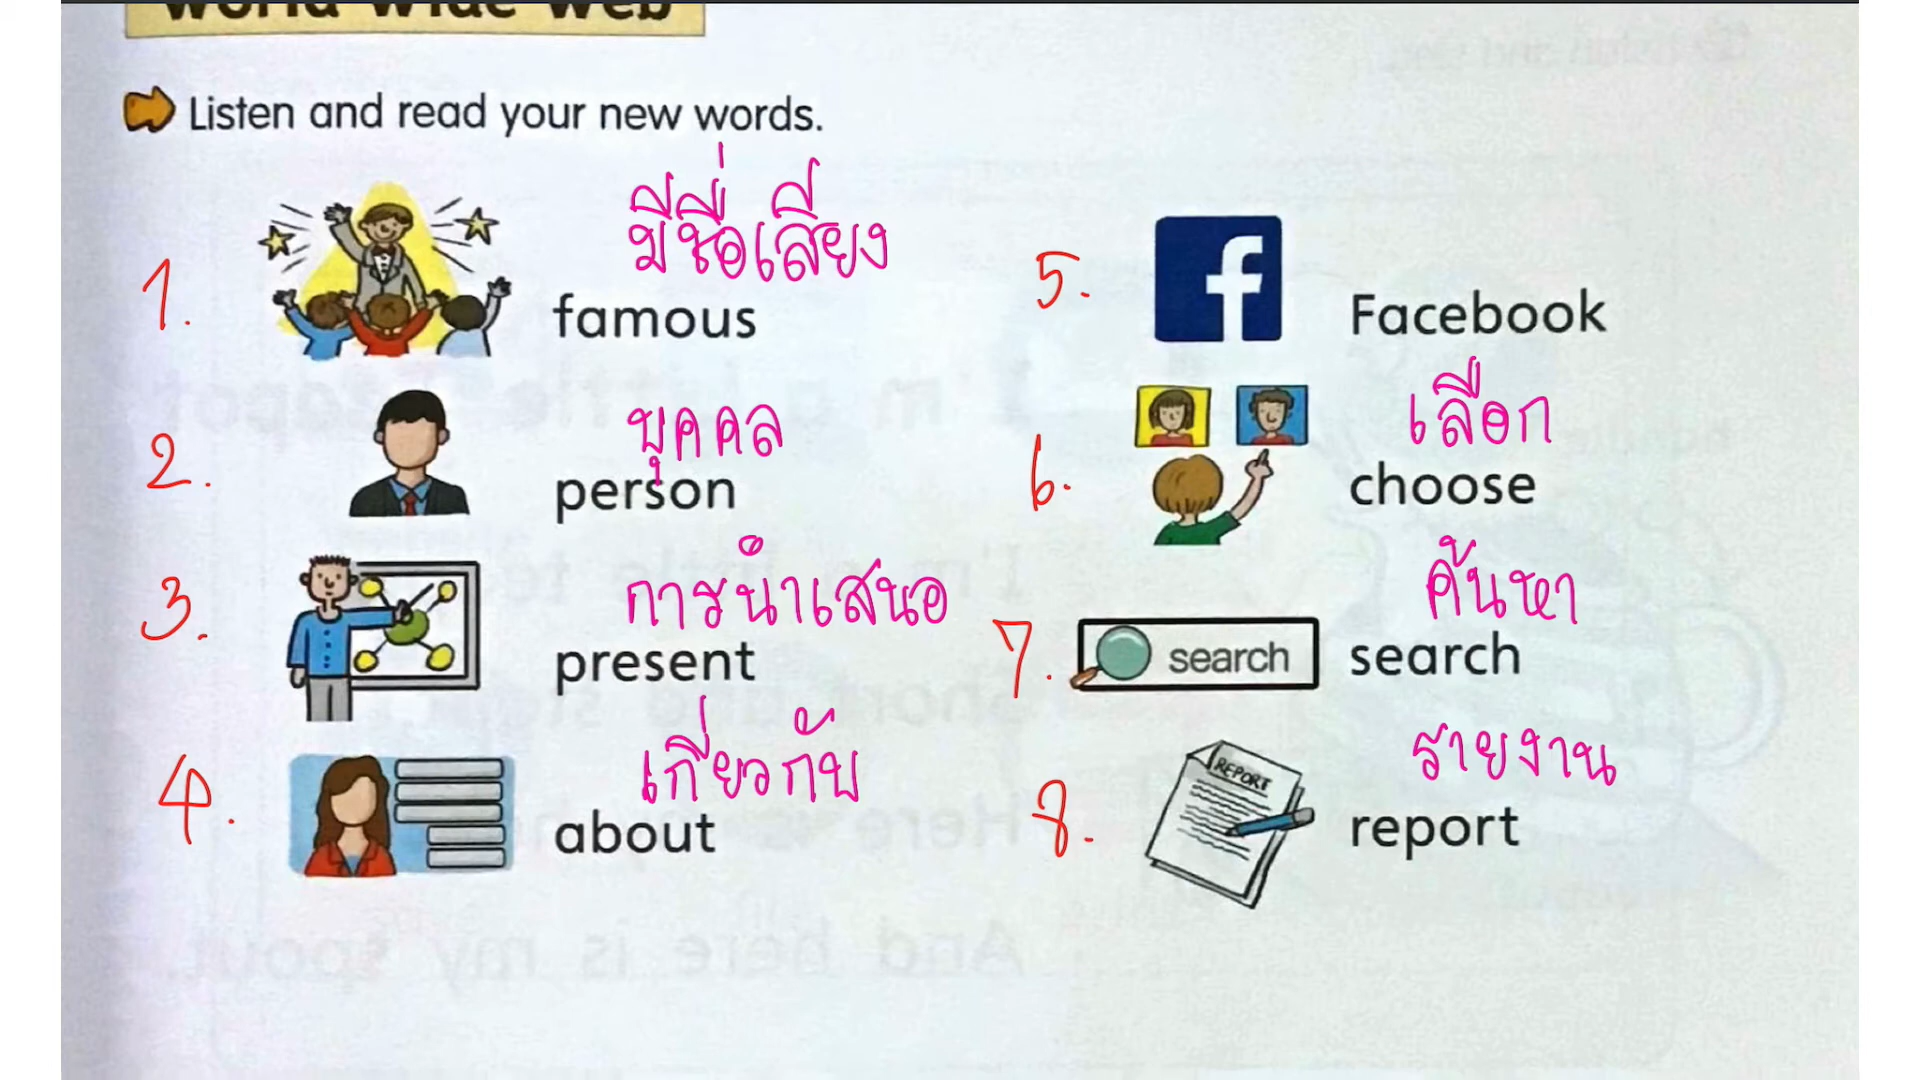 World Wide Web
Listen and read your new words.
1.
มีชื่อเสียง
famous
2.
บุคคล
person
3.
การนำเสนอ
present
4.
เกี่ยวกับ
about
5.
f
Facebook
6.
เลือก
choose
7.
search
ค้นหา
search
8.
REPORT
รายงาน
report